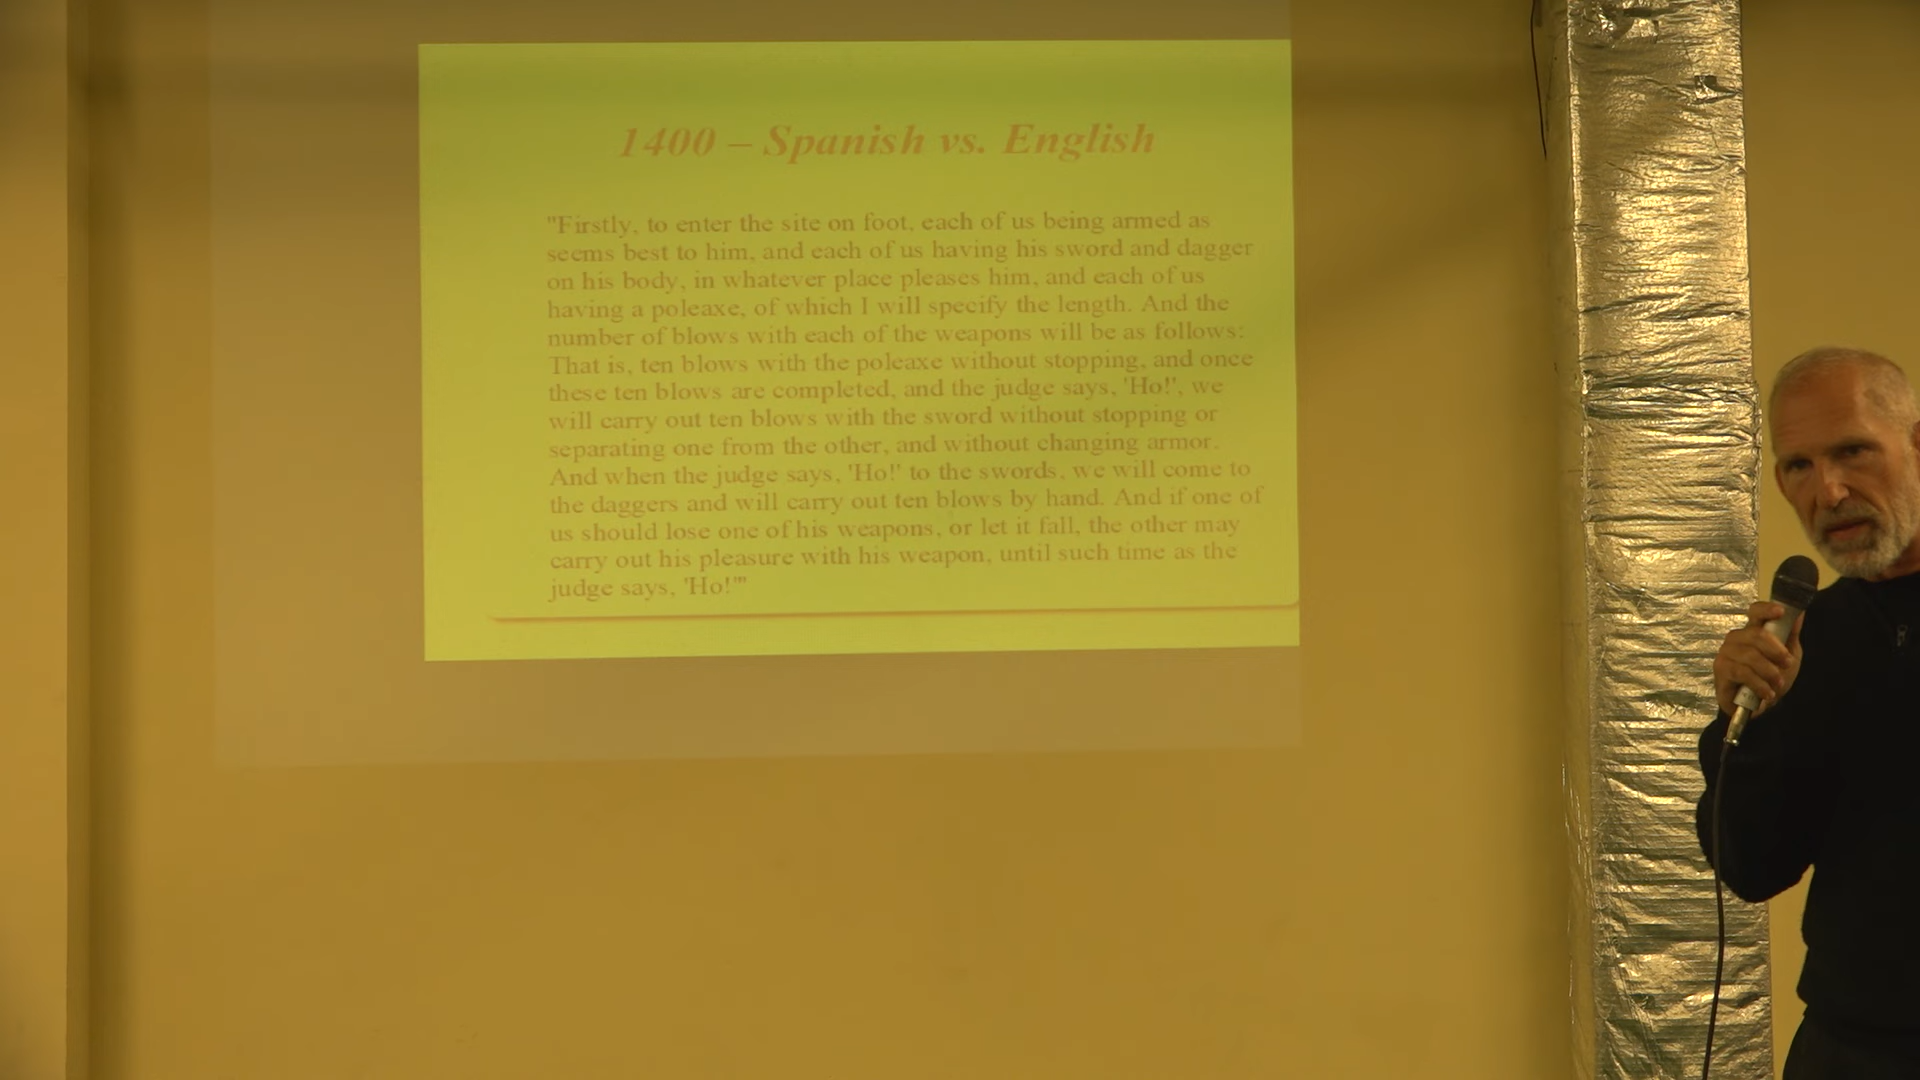 1400 – Spanish vs. English
"Firstly, to enter the site on foot, each of us being armed as
seems best to him, and each of us having his sword and dagger
on his body, in whatever place pleases him, and each of us
having a poleaxe, of which I will specify the length. And the
number of blows with each of the weapons will be as follows:
That is, ten blows with the poleaxe without stopping, and once
these ten blows are completed, and the judge says, 'Ho!', we
will carry out ten blows with the sword without stopping or
separating one from the other, and without changing armor.
And when the judge says, 'Ho!' to the swords, we will come to
the daggers and will carry out ten blows by hand. And if one of
us should lose one of his weapons, or let it fall, the other may
carry out his pleasure with his weapon, until such time as the
judge says, 'Ho!'"